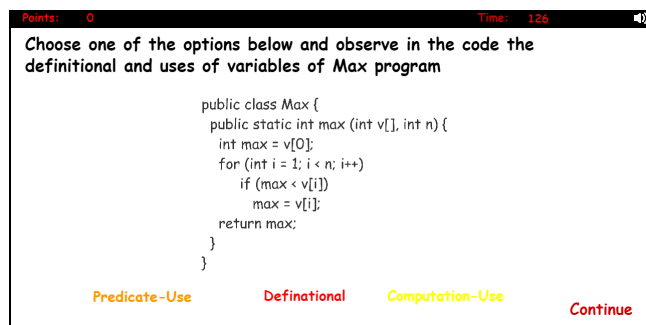 Points: 0 Time: 126
Choose one of the options below and observe in the code the
definitional and uses of variables of Max program
public class Max {
public static int max (int v[], int n) {
int max = v[0];
for (int i = 1; i < n; i++)
if (max < v[i])
max = v[i];
return max;
}
}
Predicate-Use Definational Computation-Use
Continue